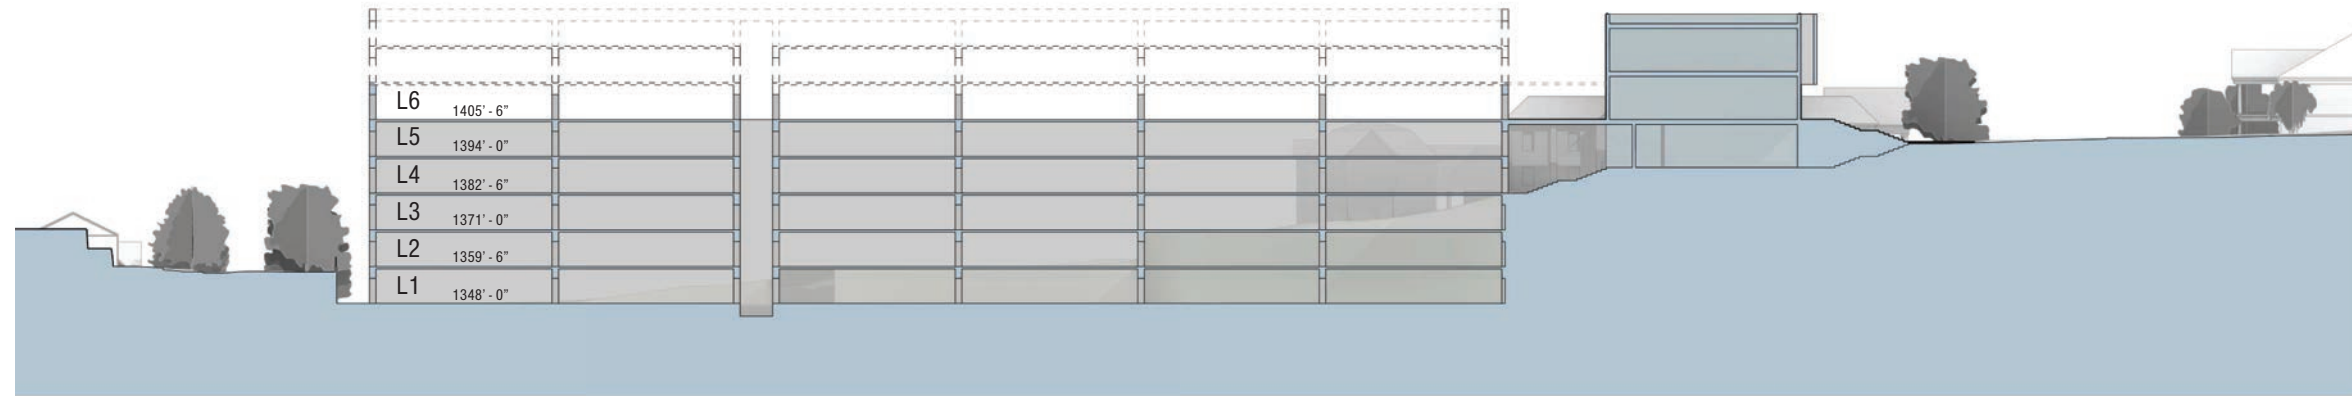 L6 1405' - 6”
L5 1394' - 0”
L4 1382' - 6”
L3 1371' - 0”
L2 1359' - 6”
L1 1348' - 0”